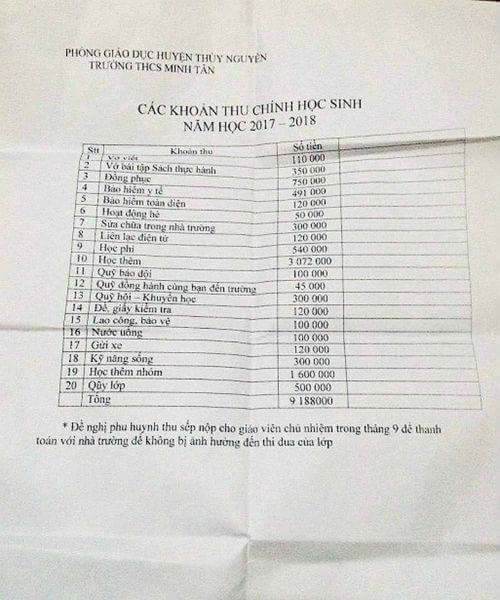 PHÒNG GIÁO DỤC HUYỆN THỦY NGUYÊN
TRƯỜNG THCS MINH TÂN
CÁC KHOẢN THU CHÍNH HỌC SINH
NĂM HỌC 2017 – 2018
Stt Khoản thu Số tiền
1 Vở viết 110 000
2 Vở bài tập Sách thực hành 350 000
3 Đồng phục 750 000
4 Bảo hiểm y tế 491 000
5 Bảo hiểm toàn diện 120 000
6 Hoạt động hè 50 000
7 Sửa chữa trong nhà trường 300 000
8 Liên lạc điện tử 120 000
9 Học phí 540 000
10 Học thêm 3 072 000
11 Quỹ báo đội 100 000
12 Quỹ đồng hành cùng bạn đến trường 45 000
13 Quỹ hội – Khuyến học 300 000
14 Đề, giấy kiểm tra 120 000
15 Lao công, bảo vệ 100 000
16 Nước uống 100 000
17 Gửi xe 120 000
18 Kỹ năng sống 300 000
19 Học thêm nhóm 1 600 000
20 Qũy lớp 500 000
Tổng 9 188000
* Đề nghị phu huynh thu sếp nộp cho giáo viên chủ nhiệm trong tháng 9 để thanh
toán với nhà trường để không bị ảnh hưởng đến thi đua của lớp